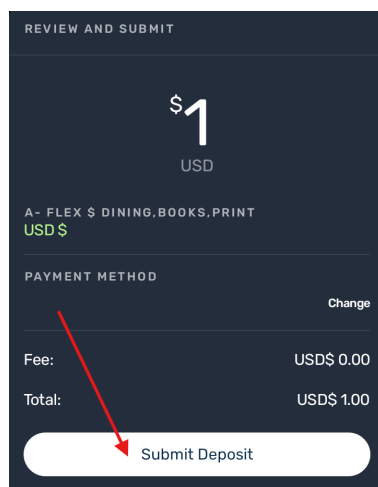 REVIEW AND SUBMIT
$1
USD
A- FLEX $ DINING,BOOKS,PRINT
USD $
PAYMENT METHOD
Change
Fee: USD$ 0.00
Total: USD$ 1.00
Submit Deposit